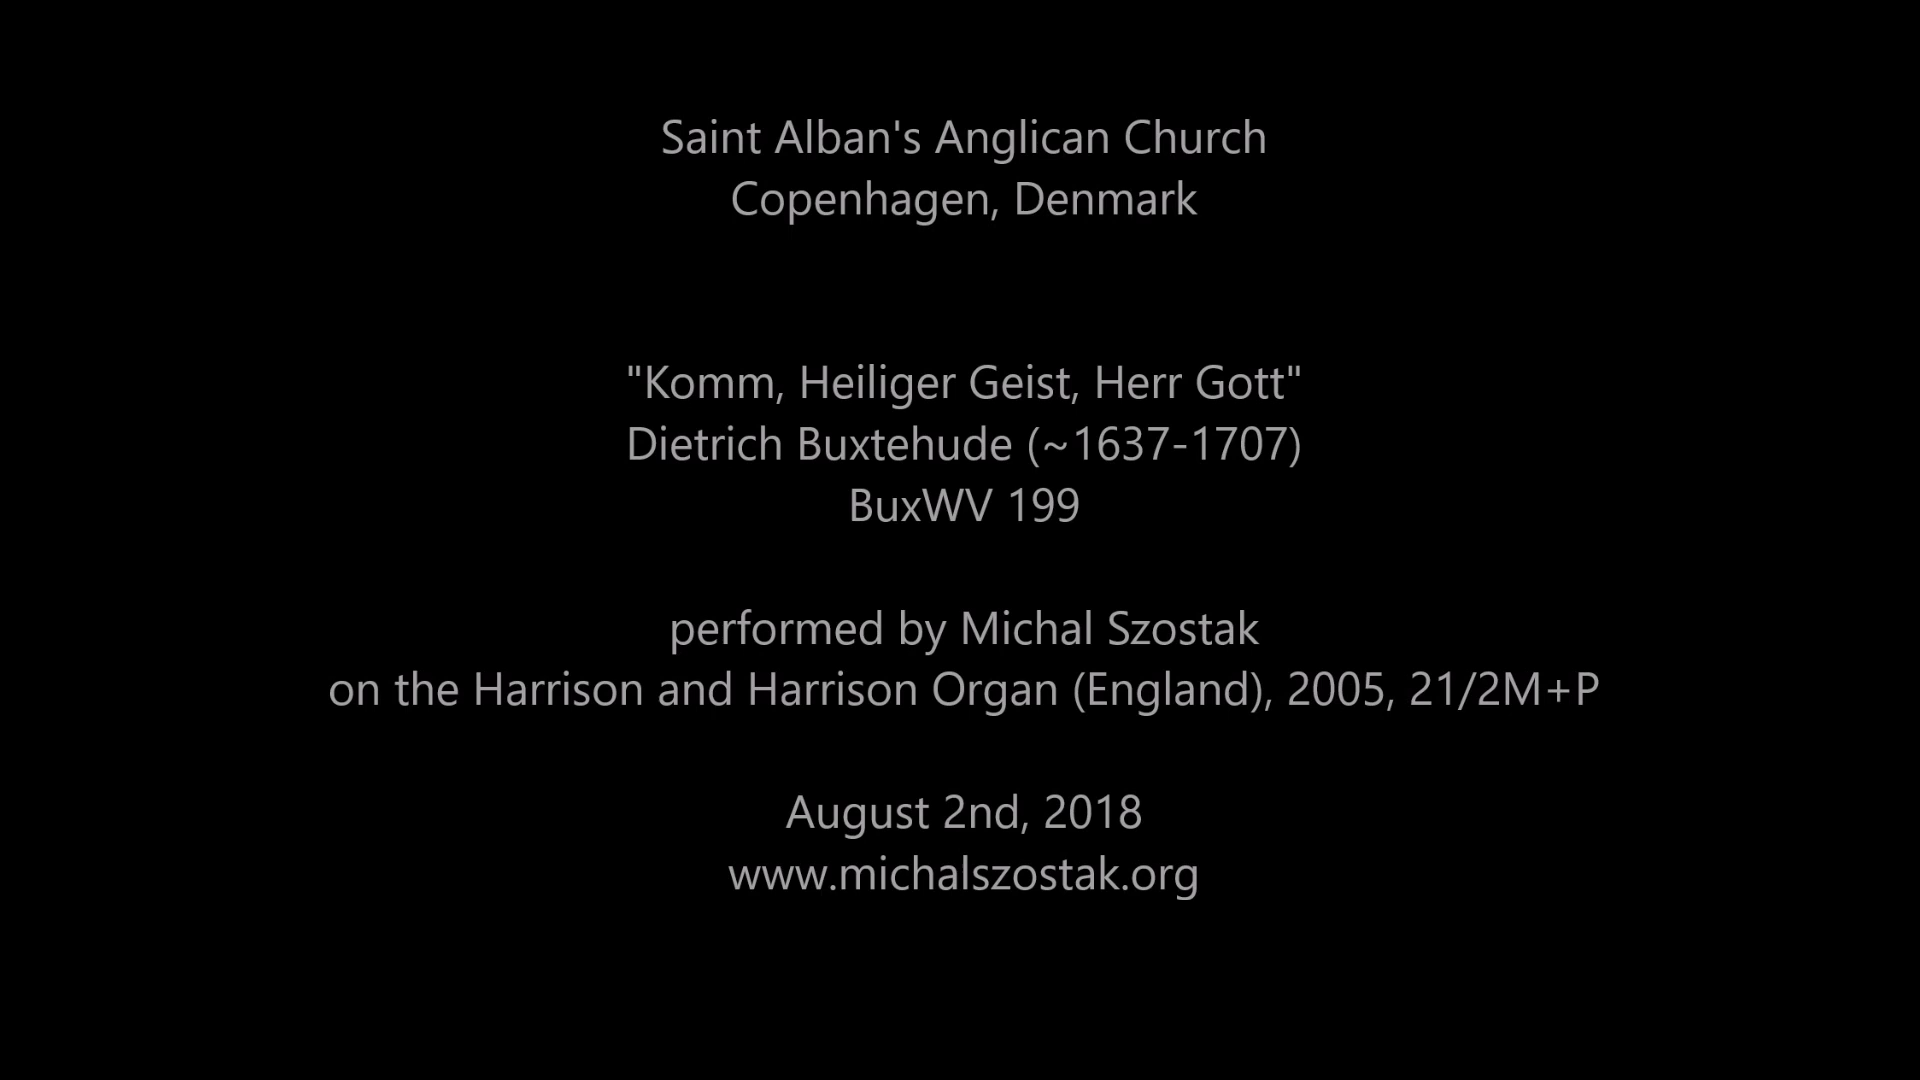 Saint Alban's Anglican Church
Copenhagen, Denmark
"Komm, Heiliger Geist, Herr Gott"
Dietrich Buxtehude (~1637-1707)
BuxWV 199
performed by Michal Szostak
on the Harrison and Harrison Organ (England), 2005, 21/2M+P
August 2nd, 2018
www.michalszostak.org